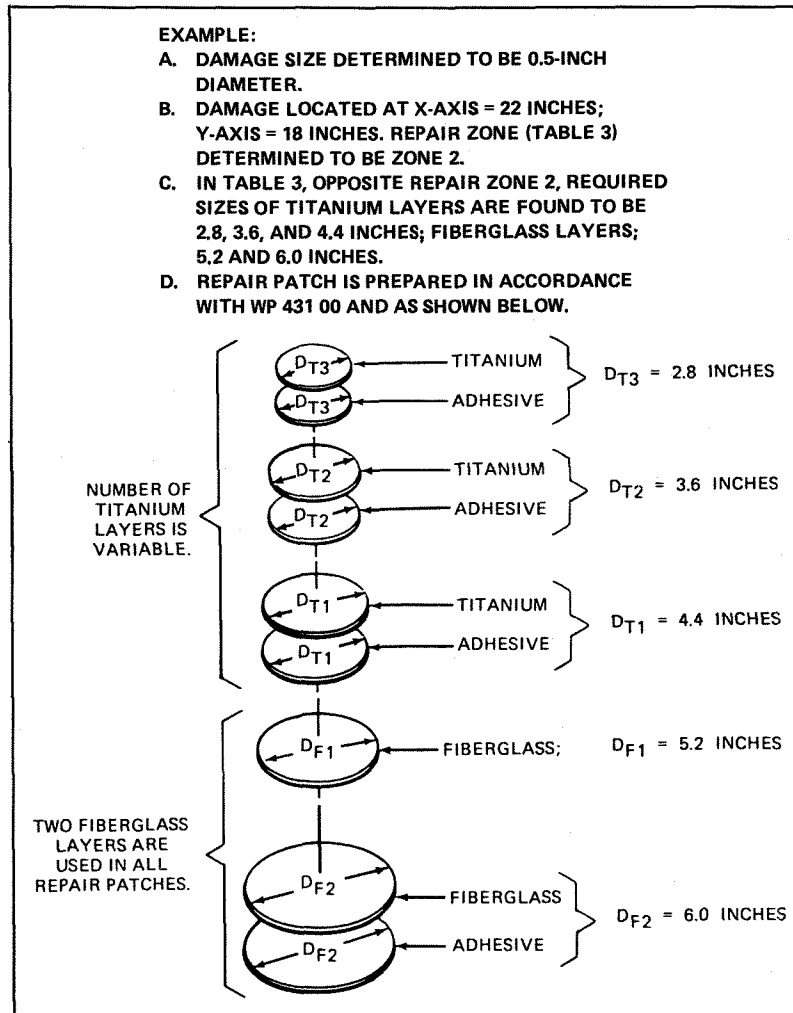 EXAMPLE:
A. DAMAGE SIZE DETERMINED TO BE 0.5-INCH
DIAMETER.
B. DAMAGE LOCATED AT X-AXIS = 22 INCHES;
Y-AXIS = 18 INCHES. REPAIR ZONE (TABLE 3)
DETERMINED TO BE ZONE 2.
C. IN TABLE 3, OPPOSITE REPAIR ZONE 2, REQUIRED
SIZES OF TITANIUM LAYERS ARE FOUND TO BE
2.8, 3.6, AND 4.4 INCHES; FIBERGLASS LAYERS;
5.2 AND 6.0 INCHES.
D. REPAIR PATCH IS PREPARED IN ACCORDANCE
WITH WP 431 00 AND AS SHOWN BELOW.
DT3
TITANIUM
DT3
ADHESIVE
DT3 = 2.8 INCHES
NUMBER OF
TITANIUM
LAYERS IS
VARIABLE.
DT2
TITANIUM
DT2
ADHESIVE
DT2 = 3.6 INCHES
DT1
TITANIUM
DT1
ADHESIVE
DT1 = 4.4 INCHES
DF1
FIBERGLASS;
DF1 = 5.2 INCHES
TWO FIBERGLASS
LAYERS ARE
USED IN ALL
REPAIR PATCHES.
DF2
FIBERGLASS
DF2
ADHESIVE
DF2 = 6.0 INCHES